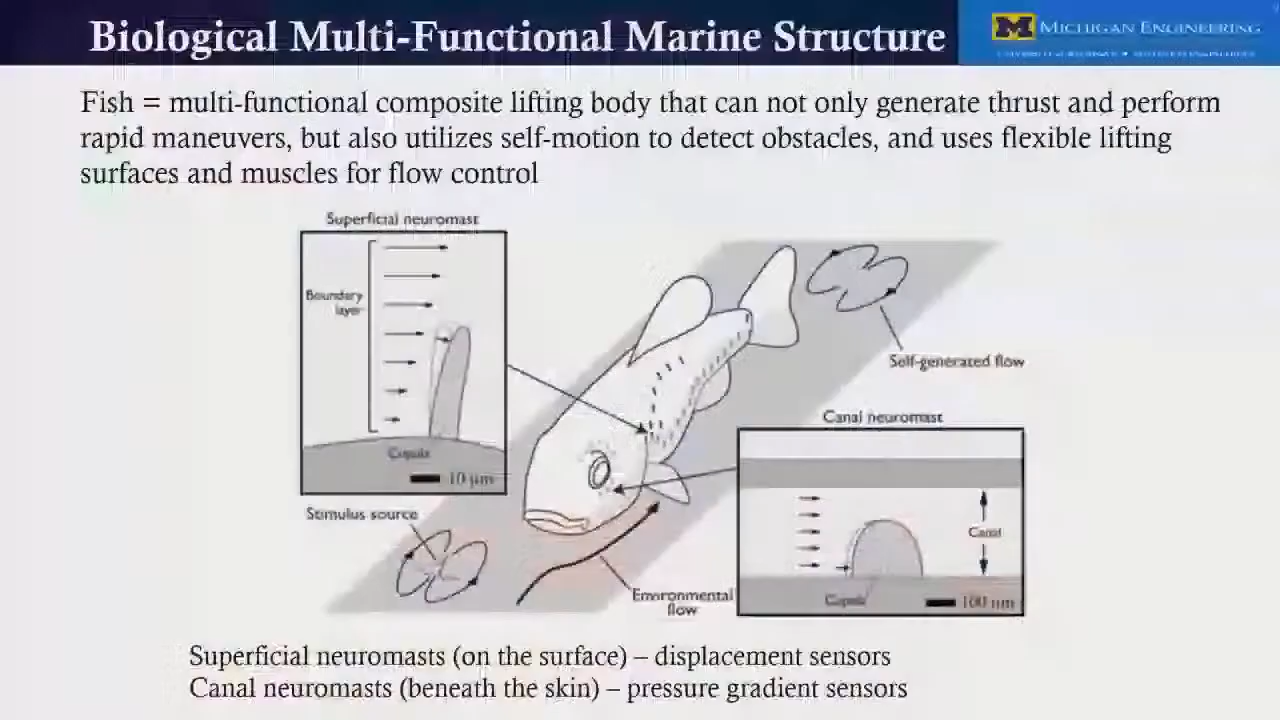 Biological Multi-Functional Marine Structure
MICHIGAN ENGINEERING
Fish = multi-functional composite lifting body that can not only generate thrust and perform
rapid maneuvers, but also utilizes self-motion to detect obstacles, and uses flexible lifting
surfaces and muscles for flow control
Superficial neuromast
Boundary
layer
Cupula
10 μm
Self-generated flow
Canal neuromast
Canal
Cupula
Stimulus source
Environmental
flow
Superficial neuromasts (on the surface) – displacement sensors
Canal neuromasts (beneath the skin) – pressure gradient sensors